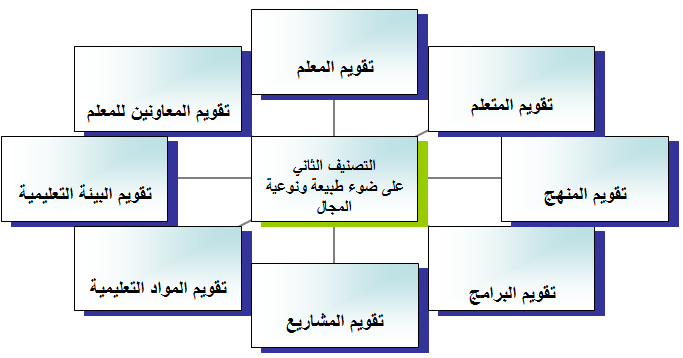 تقويم المعلم
تقويم المتعلم
تقويم المعاونين للمعلم
التصنيف الثاني
على ضوء طبيعة ونوعية
المجال
تقويم المنهج
تقويم البيئة التعليمية
تقويم البرامج
تقويم المواد التعليمية
تقويم المشاريع